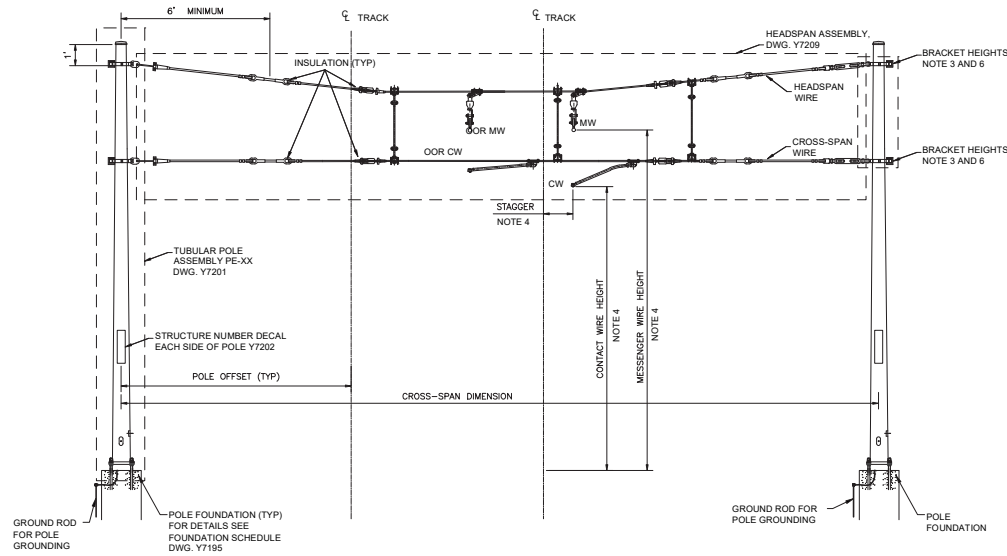 6' MINIMUM
℄ TRACK
℄ TRACK
1'
HEADSPAN ASSEMBLY,
DWG. Y7209
BRACKET HEIGHTS
NOTE 3 AND 6
INSULATION (TYP)
HEADSPAN
WIRE
OOR MW
MW
OOR CW
CROSS-SPAN
WIRE
BRACKET HEIGHTS
NOTE 3 AND 6
CW
STAGGER
NOTE 4
TUBULAR POLE
ASSEMBLY PE-XX
DWG. Y7201
CONTACT WIRE HEIGHT
NOTE 4
MESSENGER WIRE HEIGHT
NOTE 4
STRUCTURE NUMBER DECAL
EACH SIDE OF POLE Y7202
POLE OFFSET (TYP)
CROSS-SPAN DIMENSION
GROUND ROD
FOR POLE
GROUNDING
POLE FOUNDATION (TYP)
FOR DETAILS SEE
FOUNDATION SCHEDULE
DWG. Y7195
GROUND ROD FOR
POLE GROUNDING
POLE
FOUNDATION